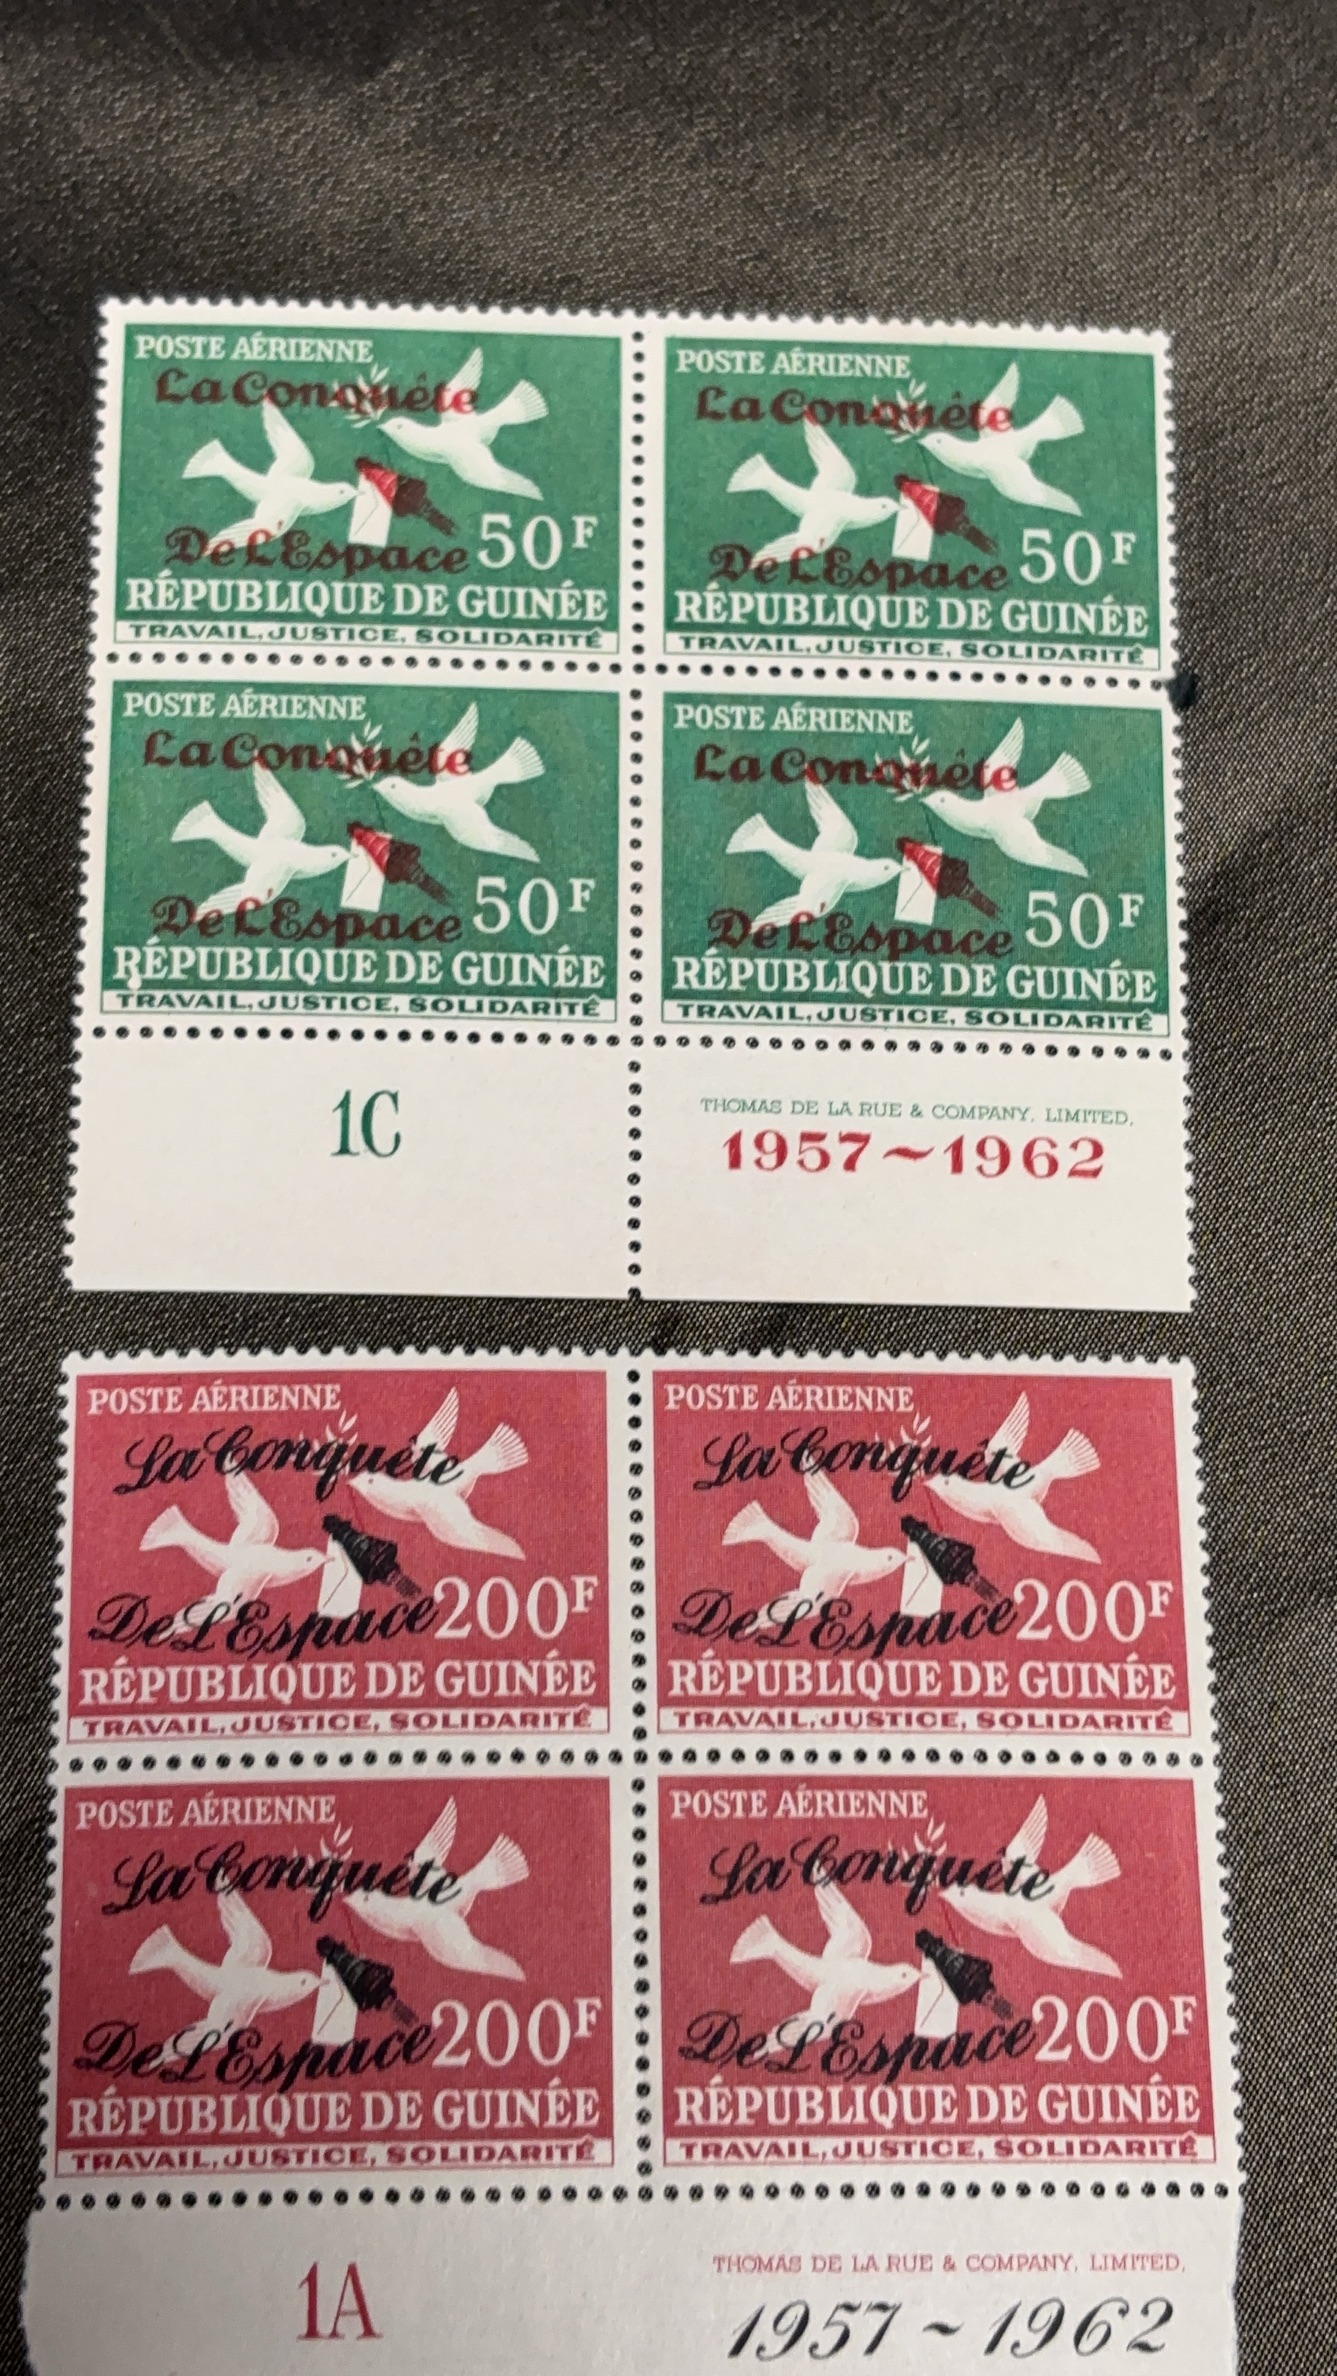 POSTE AÉRIENNE
La Conquête
De L'Espace 50F
RÉPUBLIQUE DE GUINÉE
TRAVAIL, JUSTICE, SOLIDARITÉ
POSTE AÉRIENNE
La Conquête
De L'Espace 50F
RÉPUBLIQUE DE GUINÉE
TRAVAIL, JUSTICE, SOLIDARITÉ
POSTE AÉRIENNE
La Conquête
De L'Espace 50F
RÉPUBLIQUE DE GUINÉE
TRAVAIL, JUSTICE, SOLIDARITÉ
POSTE AÉRIENNE
La Conquête
De L'Espace 50F
RÉPUBLIQUE DE GUINÉE
TRAVAIL, JUSTICE, SOLIDARITÉ
1C
THOMAS DE LA RUE & COMPANY, LIMITED,
1957~1962
POSTE AÉRIENNE
La Conquête
De L'Espace 200F
RÉPUBLIQUE DE GUINÉE
TRAVAIL, JUSTICE, SOLIDARITÉ
POSTE AÉRIENNE
La Conquête
De L'Espace 200F
RÉPUBLIQUE DE GUINÉE
TRAVAIL, JUSTICE, SOLIDARITÉ
POSTE AÉRIENNE
La Conquête
De L'Espace 200F
RÉPUBLIQUE DE GUINÉE
TRAVAIL, JUSTICE, SOLIDARITÉ
POSTE AÉRIENNE
La Conquête
De L'Espace 200F
RÉPUBLIQUE DE GUINÉE
TRAVAIL, JUSTICE, SOLIDARITÉ
1A
THOMAS DE LA RUE & COMPANY, LIMITED,
1957~1962